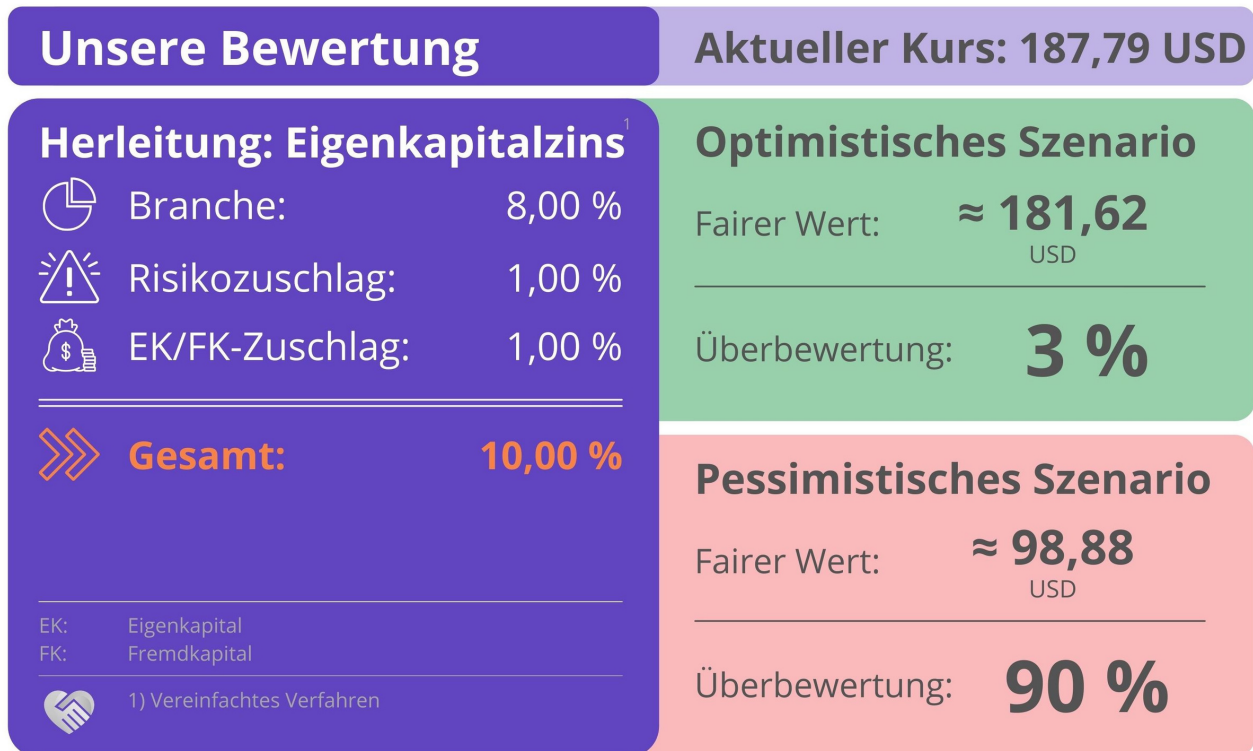 Unsere Bewertung
Aktueller Kurs: 187,79 USD
Herleitung: Eigenkapitalzins 1
Branche: 8,00 %
Risikozuschlag: 1,00 %
$ EK/FK-Zuschlag: 1,00 %
Gesamt: 10,00 %
EK: Eigenkapital
FK: Fremdkapital
1) Vereinfachtes Verfahren
Optimistisches Szenario
Fairer Wert: ≈ 181,62
USD
Überbewertung: 3 %
Pessimistisches Szenario
Fairer Wert: ≈ 98,88
USD
Überbewertung: 90 %